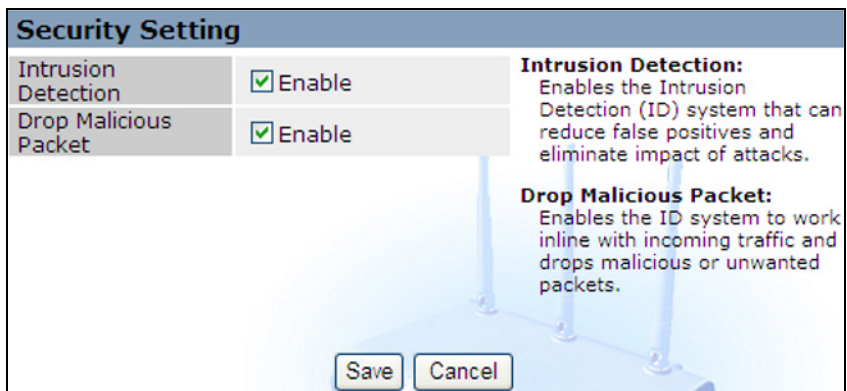 Security Setting
Intrusion
Detection
Enable
Drop Malicious
Packet
Enable
Intrusion Detection:
Enables the Intrusion
Detection (ID) system that can
reduce false positives and
eliminate impact of attacks.
Drop Malicious Packet:
Enables the ID system to work
inline with incoming traffic and
drops malicious or unwanted
packets.
Save
Cancel